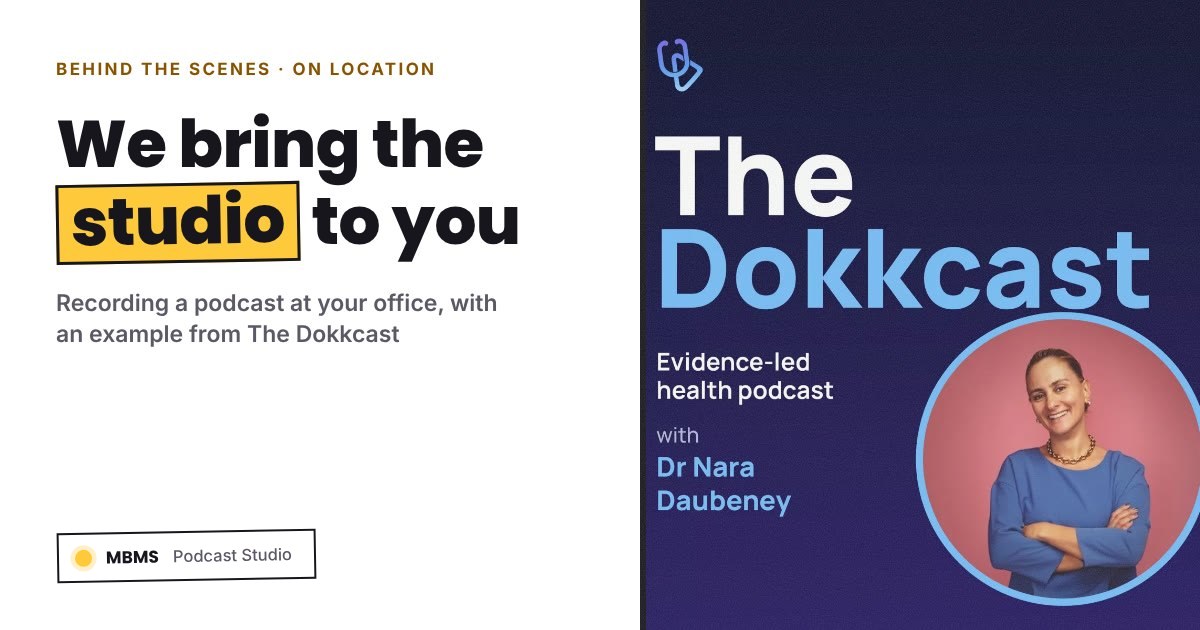 BEHIND THE SCENES · ON LOCATION
We bring the
studio to you
Recording a podcast at your office, with
an example from The Dokkcast
MBMS Podcast Studio
The
Dokkcast
Evidence-led
health podcast
with
Dr Nara
Daubeney